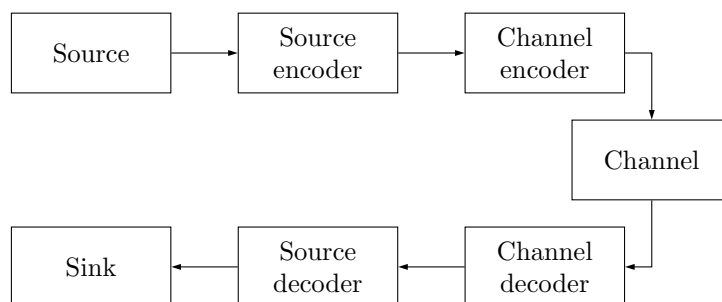 Source
Source
encoder
Channel
encoder
Channel
Sink
Source
decoder
Channel
decoder